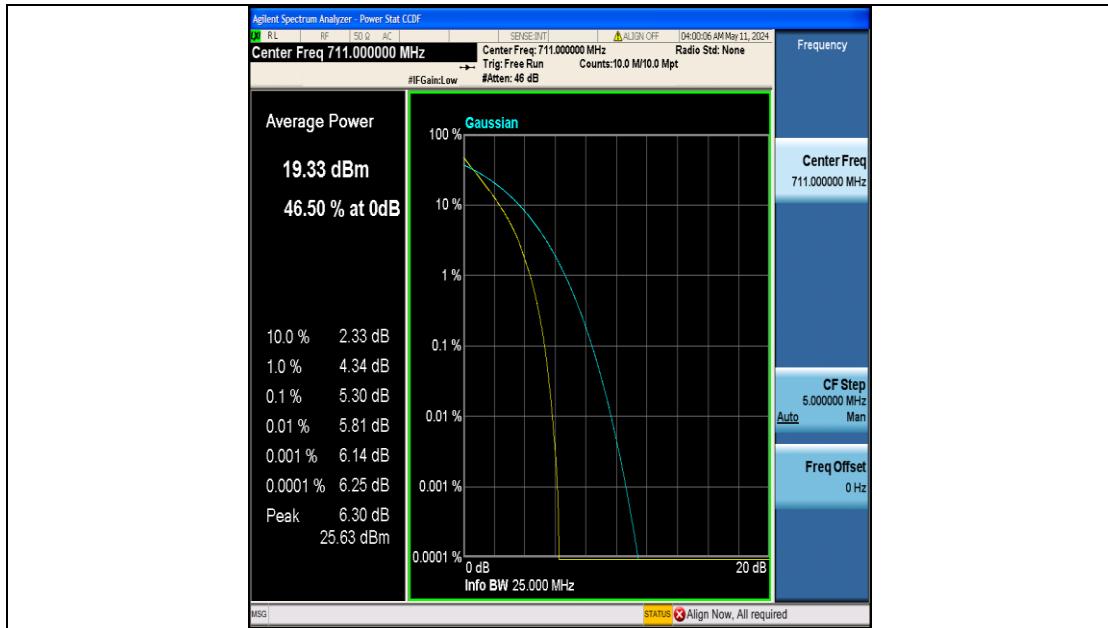 Agilent Spectrum Analyzer - Power Stat CCDF
RL RF 50 Ω AC SENSE:INT ALIGN OFF 04:00:06 AM May 11, 2024
Center Freq 711.000000 MHz
Center Freq: 711.000000 MHz Radio Std: None
Trig: Free Run Counts:10.0 M/10.0 Mpt
#IFGain:Low #Atten: 46 dB
Average Power
19.33 dBm
46.50 % at 0dB
10.0 % 2.33 dB
1.0 % 4.34 dB
0.1 % 5.30 dB
0.01 % 5.81 dB
0.001 % 6.14 dB
0.0001 % 6.25 dB
Peak 6.30 dB
25.63 dBm
Gaussian
100 %
10 %
1 %
0.1 %
0.01 %
0.001 %
0.0001 %
0 dB 20 dB
Info BW 25.000 MHz
Frequency
Center Freq
711.000000 MHz
CF Step
5.000000 MHz
Auto Man
Freq Offset
0 Hz
MSG STATUS Align Now, All required